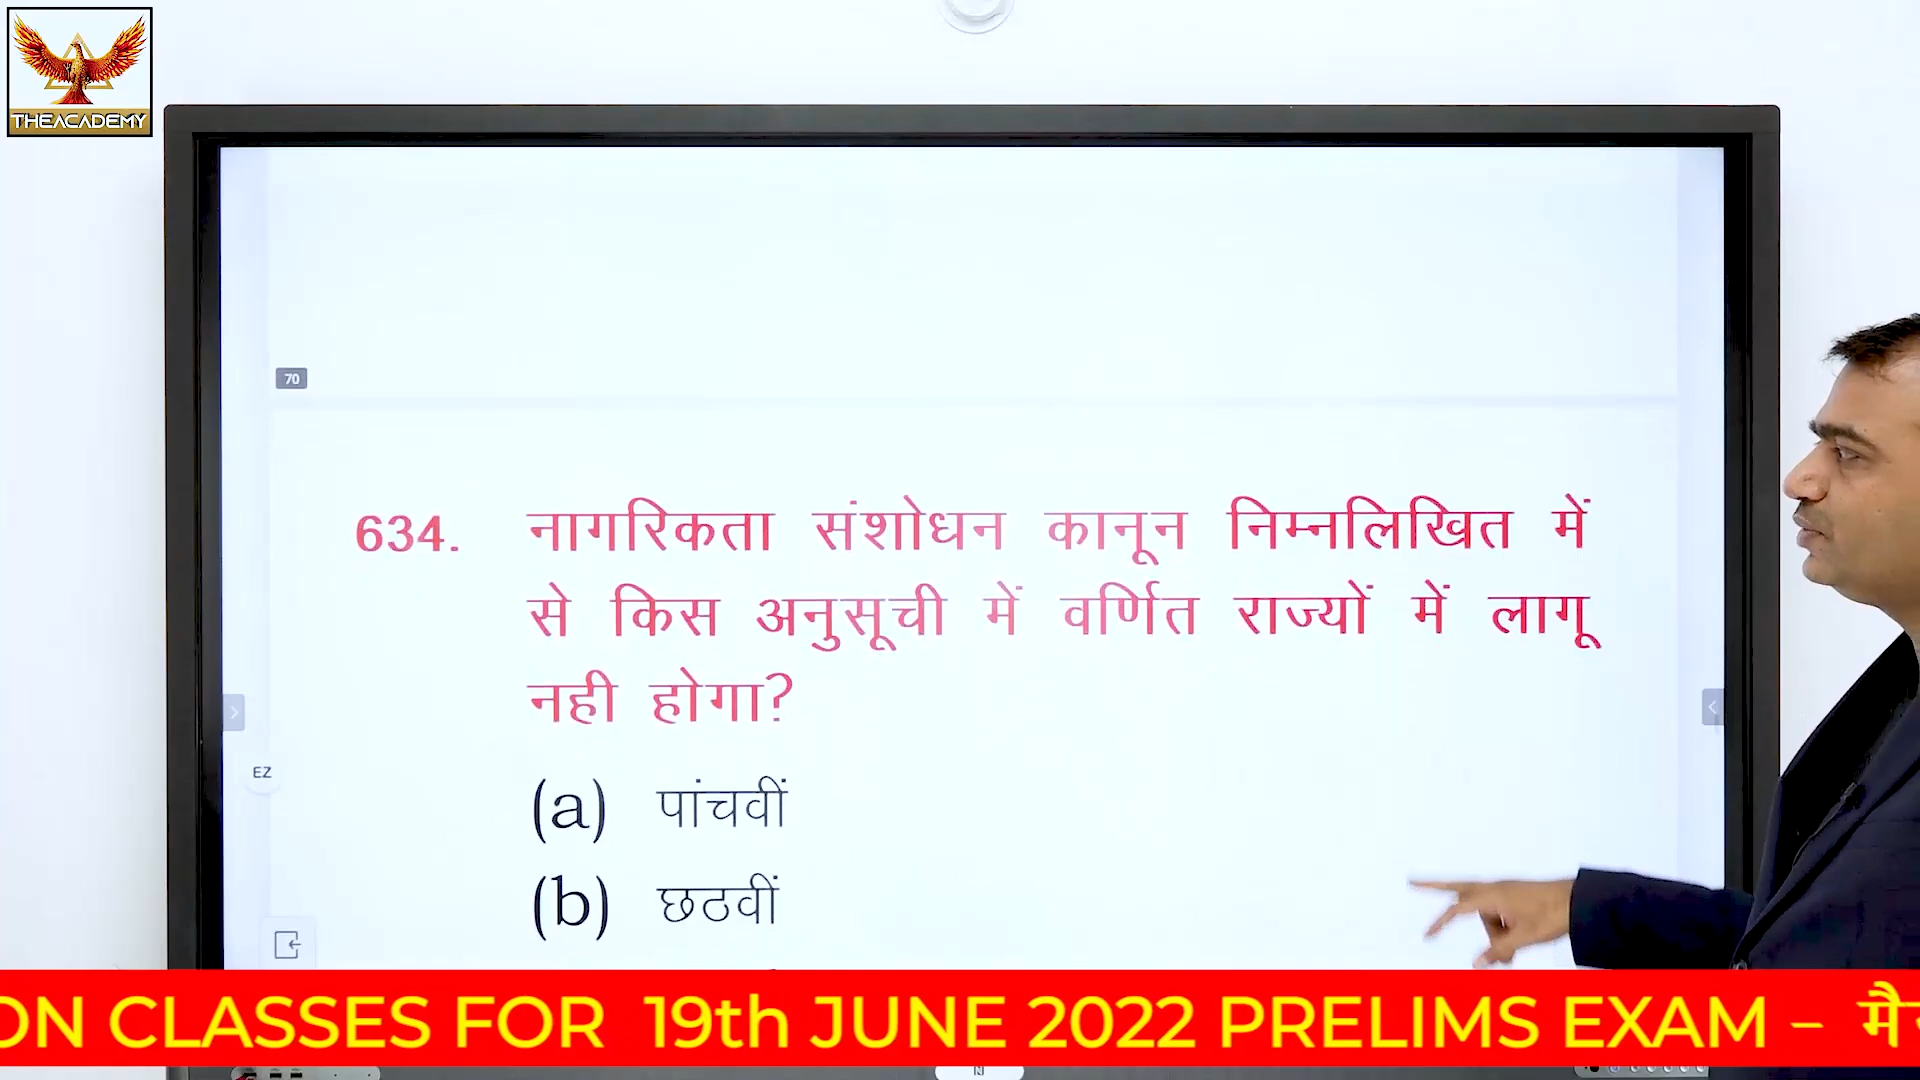 THEACADEMY
70
634. नागरिकता संशोधन कानून निम्नलिखित में
से किस अनुसूची में वर्णित राज्यों में लागू
नही होगा?
(a) पांचवीं
EZ
(b) छठवीं
ON CLASSES FOR 19th JUNE 2022 PRELIMS EXAM –